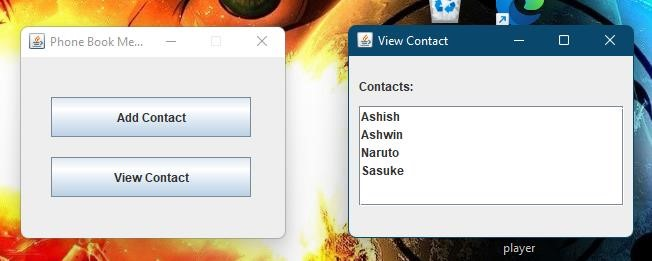 Phone Book Me...
Add Contact
View Contact
View Contact
Contacts:
Ashish
Ashwin
Naruto
Sasuke
player